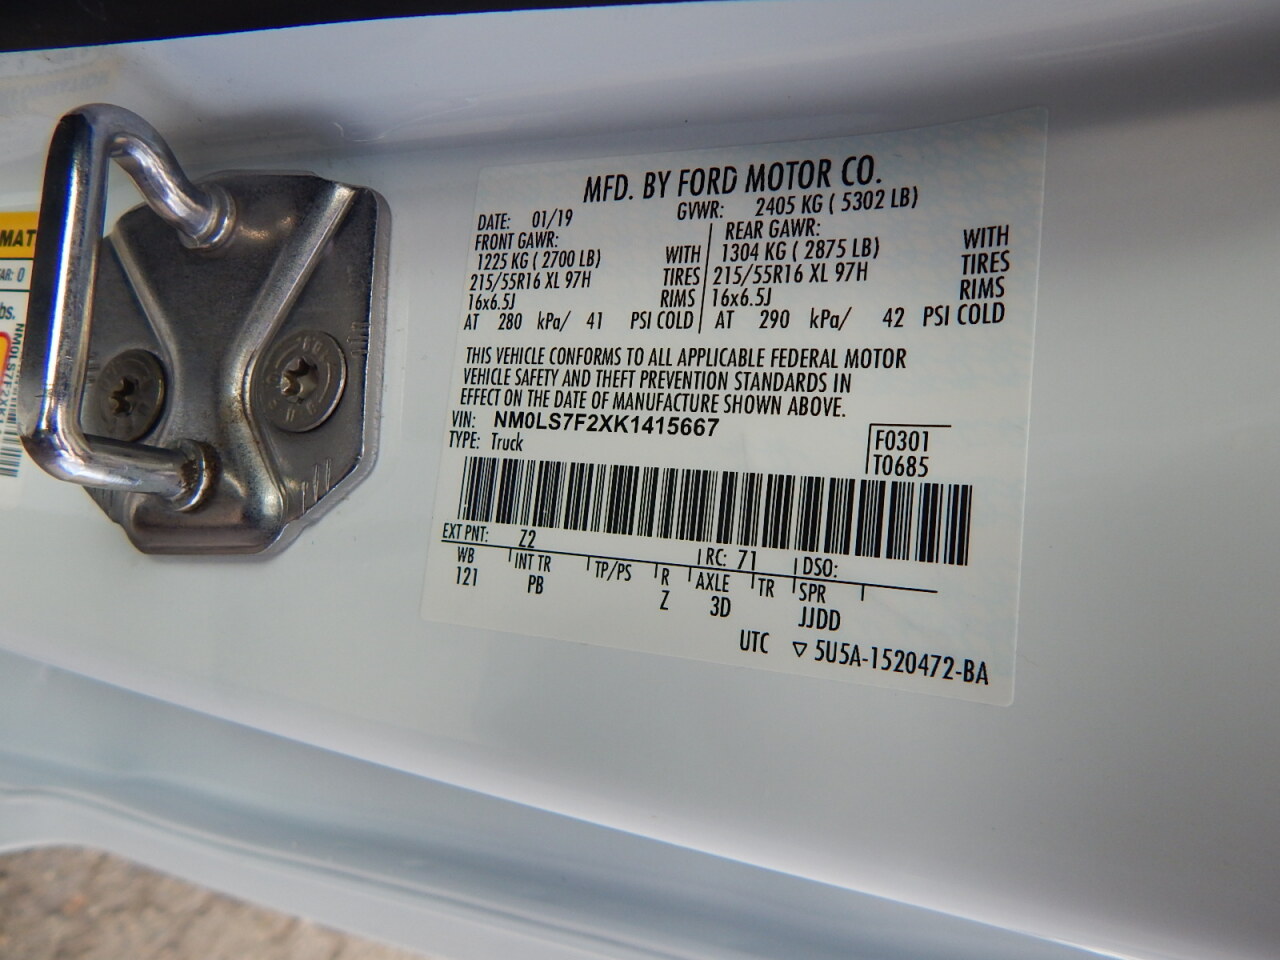 MFD. BY FORD MOTOR CO.
DATE: 01/19 GVWR: 2405 KG ( 5302 LB)
FRONT GAWR: REAR GAWR:
1225 KG ( 2700 LB) WITH 1304 KG ( 2875 LB) WITH
215/55R16 XL 97H TIRES 215/55R16 XL 97H TIRES
16x6.5J RIMS 16x6.5J RIMS
AT 280 kPa/ 41 PSI COLD AT 290 kPa/ 42 PSI COLD
THIS VEHICLE CONFORMS TO ALL APPLICABLE FEDERAL MOTOR
VEHICLE SAFETY AND THEFT PREVENTION STANDARDS IN
EFFECT ON THE DATE OF MANUFACTURE SHOWN ABOVE.
VIN: NM0LS7F2XK1415667
TYPE: Truck
F0301
T0685
EXT PNT: Z2 RC: 71 DSO:
WB INT TR TP/PS R AXLE TR SPR
121 PB Z 3D JJDD
UTC ▽ 5U5A-1520472-BA
MAT
AR: 0
bs.